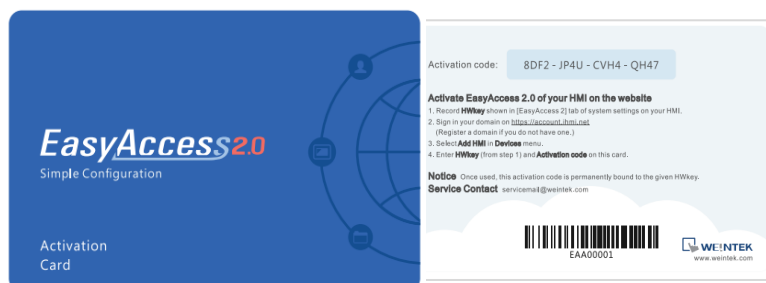 EasyAccess2.0
Simple Configuration
Activation
Card
Activation code: 8DF2 - JP4U - CVH4 - QH47
Activate EasyAccess 2.0 of your HMI on the website
1. Record HWkey shown in [EasyAccess 2] tab of system settings on your HMI.
2. Sign in your domain on https://account.ihmi.net
(Register a domain if you do not have one.)
3. Select Add HMI in Devices menu.
4. Enter HWkey (from step 1) and Activation code on this card.
Notice Once used, this activation code is permanently bound to the given HWkey.
Service Contact servicemail@weintek.com
EAA00001
WEINTEK
www.weintek.com